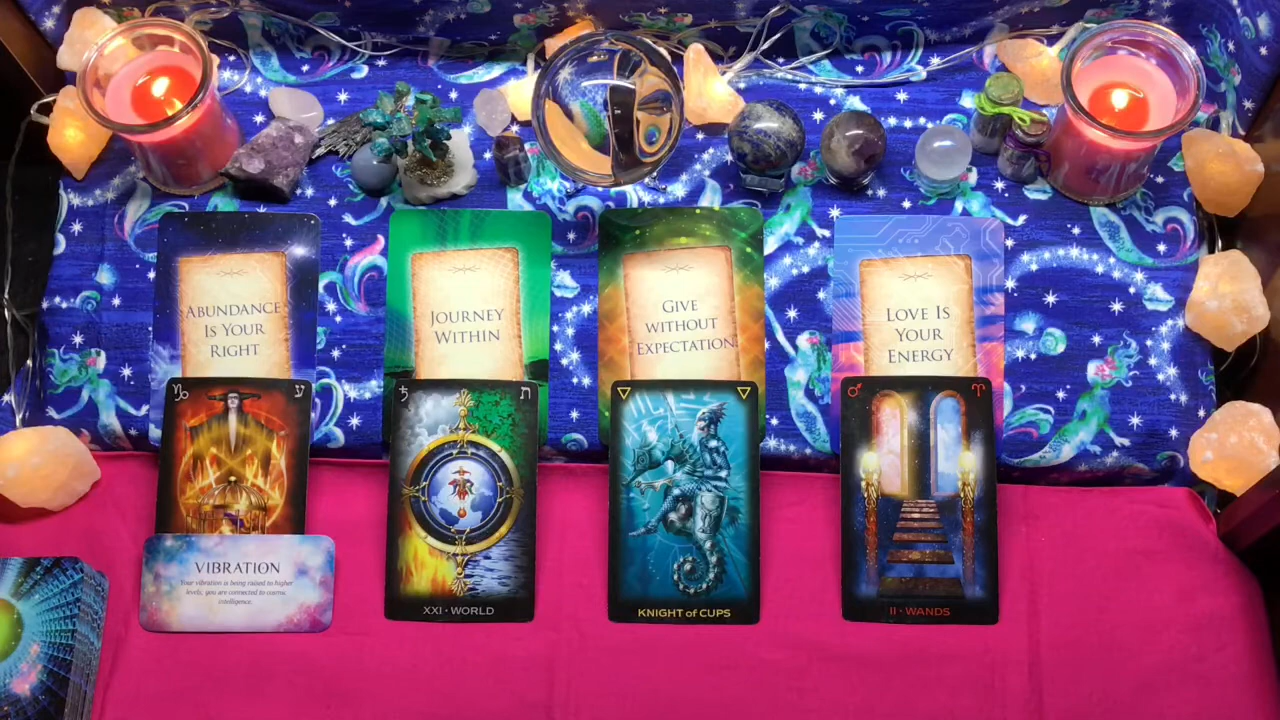 ABUNDANCE
IS YOUR
RIGHT
JOURNEY
WITHIN
GIVE
WITHOUT
EXPECTATION
LOVE IS
YOUR
ENERGY
♑ ע
♄ ת
♂ ♈
VIBRATION
Your vibration is being raised to higher
levels, you are connected to cosmic
intelligence.
XXI • WORLD
KNIGHT of CUPS
II • WANDS